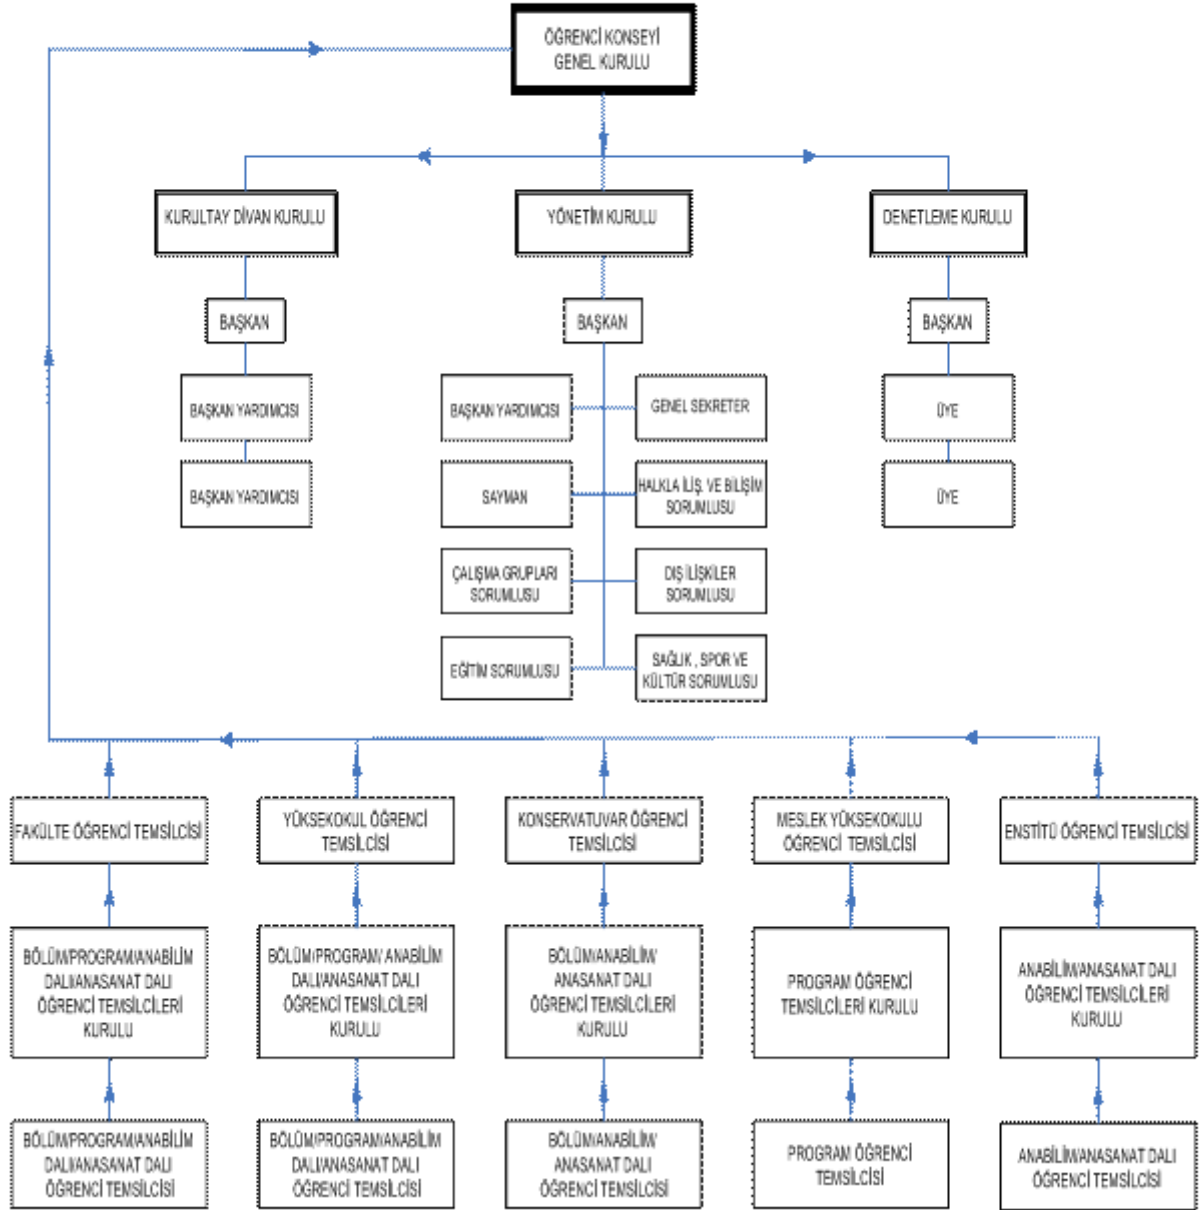 ÖĞRENCİ KONSEYİ
GENEL KURULU
KURULTAY DİVAN KURULU
YÖNETİM KURULU
DENETLEME KURULU
BAŞKAN
BAŞKAN
BAŞKAN
BAŞKAN YARDIMCISI
BAŞKAN YARDIMCISI
GENEL SEKRETER
ÜYE
BAŞKAN YARDIMCISI
SAYMAN
HALKLA İLİŞ. VE BİLİŞİM
SORUMLUSU
ÜYE
ÇALIŞMA GRUPLARI
SORUMLUSU
DIŞ İLİŞKİLER
SORUMLUSU
EĞİTİM SORUMLUSU
SAĞLIK , SPOR VE
KÜLTÜR SORUMLUSU
FAKÜLTE ÖĞRENCİ TEMSİLCİSİ
YÜKSEKOKUL ÖĞRENCİ
TEMSİLCİSİ
KONSERVATUVAR ÖĞRENCİ
TEMSİLCİSİ
MESLEK YÜKSEKOKULU
ÖĞRENCİ TEMSİLCİSİ
ENSTİTÜ ÖĞRENCİ TEMSİLCİSİ
BÖLÜM/PROGRAM/ANABİLİM
DALI/ANASANAT DALI
ÖĞRENCİ TEMSİLCİLERİ
KURULU
BÖLÜM/PROGRAM/ ANABİLİM
DALI/ANASANAT DALI
ÖĞRENCİ TEMSİLCİLERİ
KURULU
BÖLÜM/ANABİLİM/
ANASANAT DALI
ÖĞRENCİ TEMSİLCİLERİ
KURULU
PROGRAM ÖĞRENCİ
TEMSİLCİLERİ KURULU
ANABİLİM/ANASANAT DALI
ÖĞRENCİ TEMSİLCİLERİ
KURULU
BÖLÜM/PROGRAM/ANABİLİM
DALI/ANASANAT DALI
ÖĞRENCİ TEMSİLCİSİ
BÖLÜM/PROGRAM/ANABİLİM
DALI/ANASANAT DALI
ÖĞRENCİ TEMSİLCİSİ
BÖLÜM/ANABİLİM/
ANASANAT DALI
ÖĞRENCİ TEMSİLCİSİ
PROGRAM ÖĞRENCİ
TEMSİLCİSİ
ANABİLİM/ANASANAT DALI
ÖĞRENCİ TEMSİLCİSİ